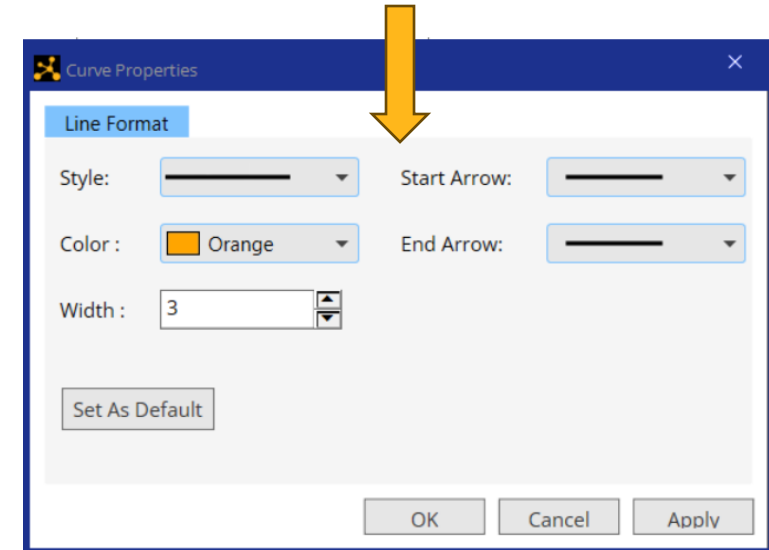 Curve Properties
Line Format
Style:
Start Arrow:
Color :
Orange
End Arrow:
Width :
3
Set As Default
OK
Cancel
Apply